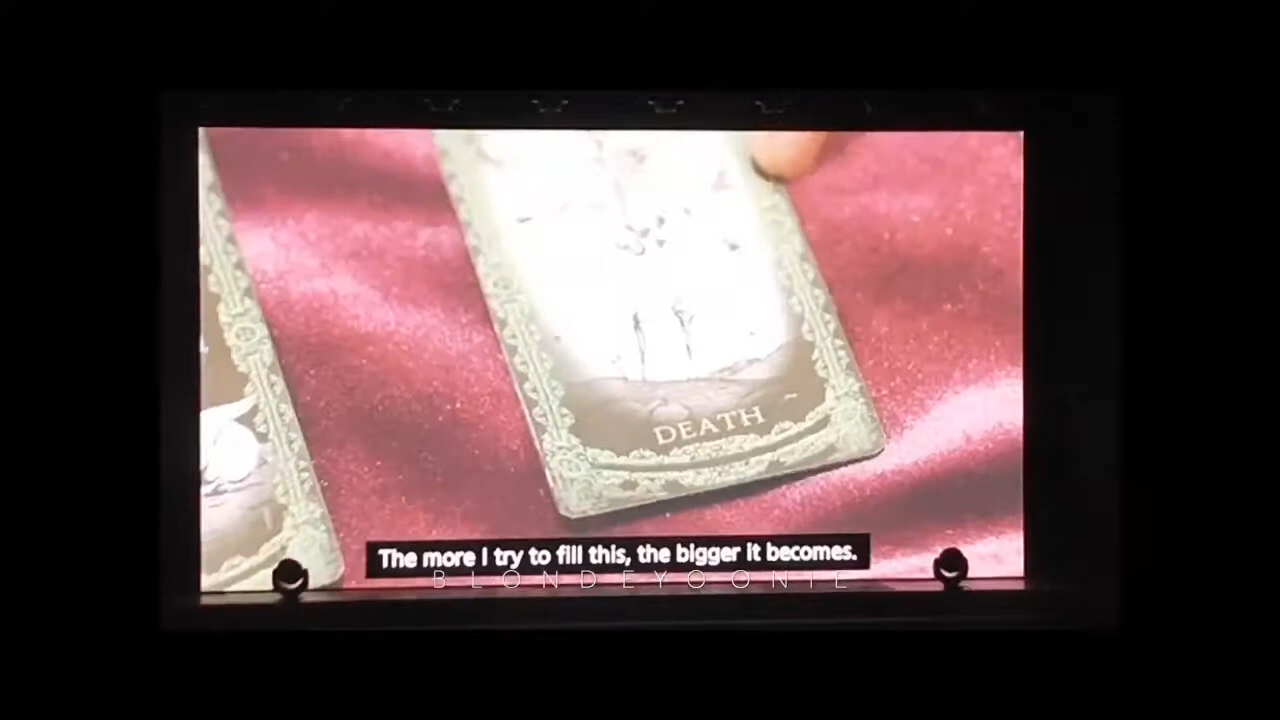 DEATH
The more I try to fill this, the bigger it becomes.
BLONDEYOONIE